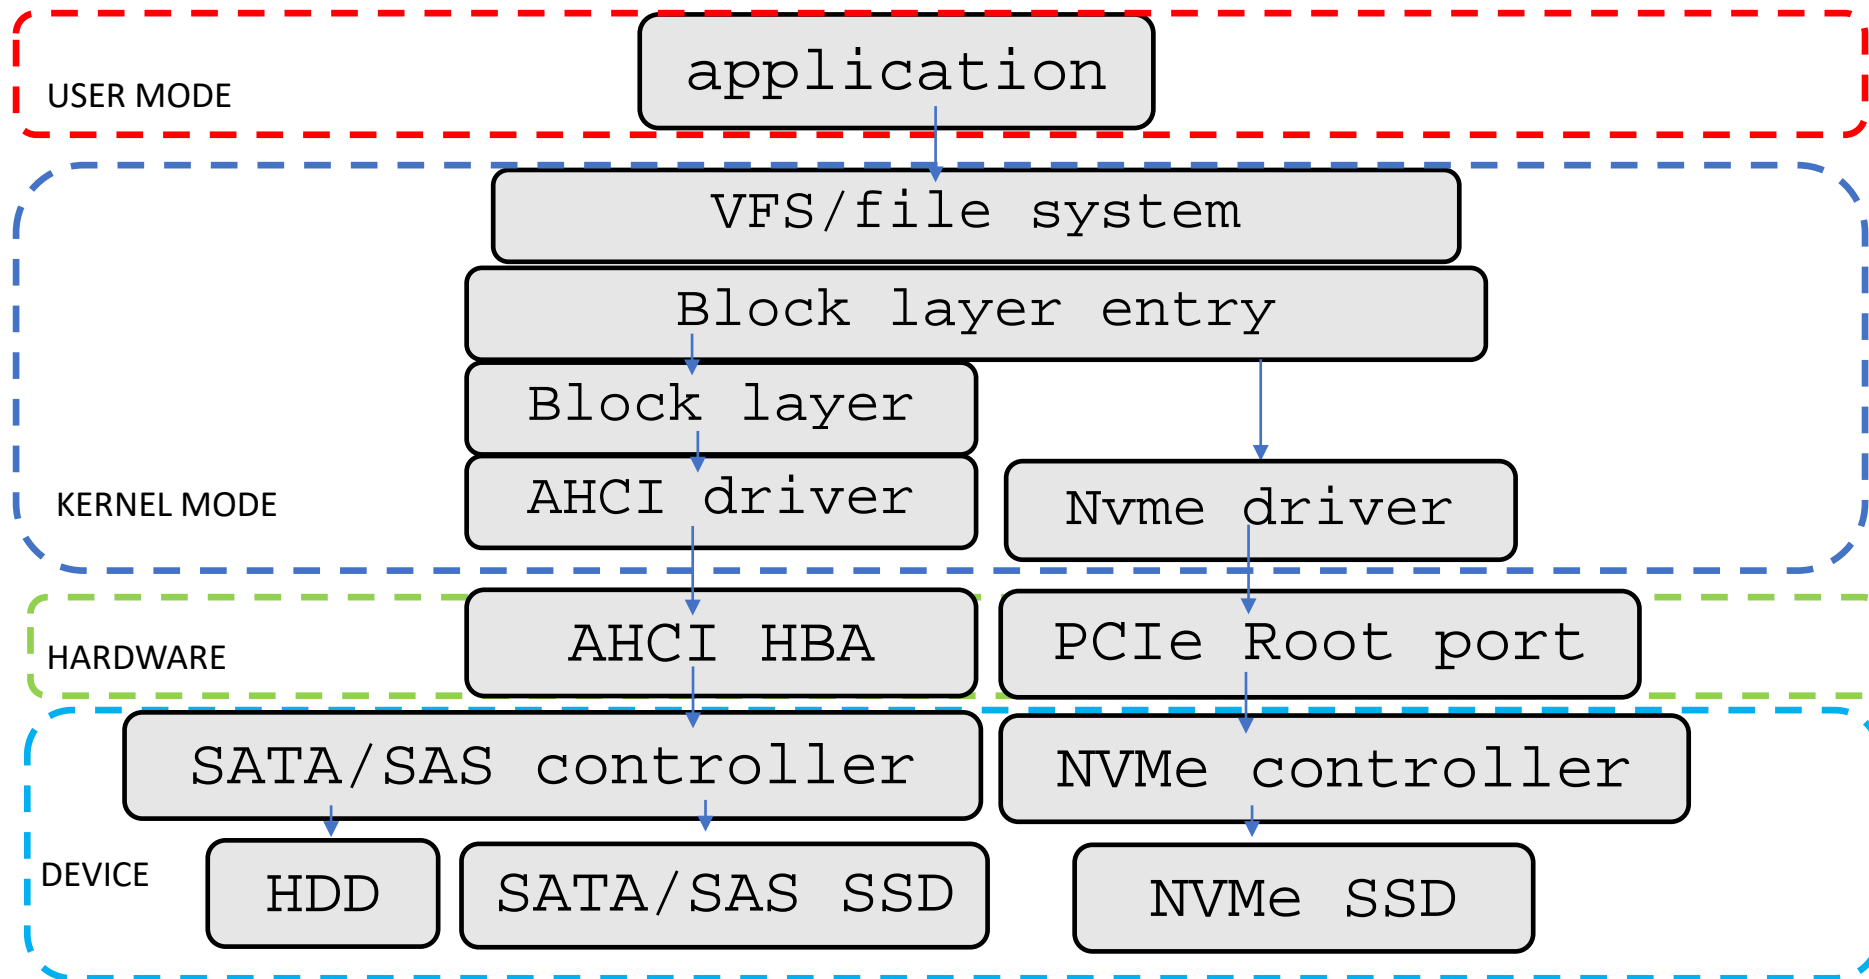 application
USER MODE
VFS/file system
Block layer entry
Block layer
AHCI driver
Nvme driver
KERNEL MODE
AHCI HBA
PCIe Root port
HARDWARE
SATA/SAS controller
NVMe controller
DEVICE
HDD
SATA/SAS SSD
NVMe SSD